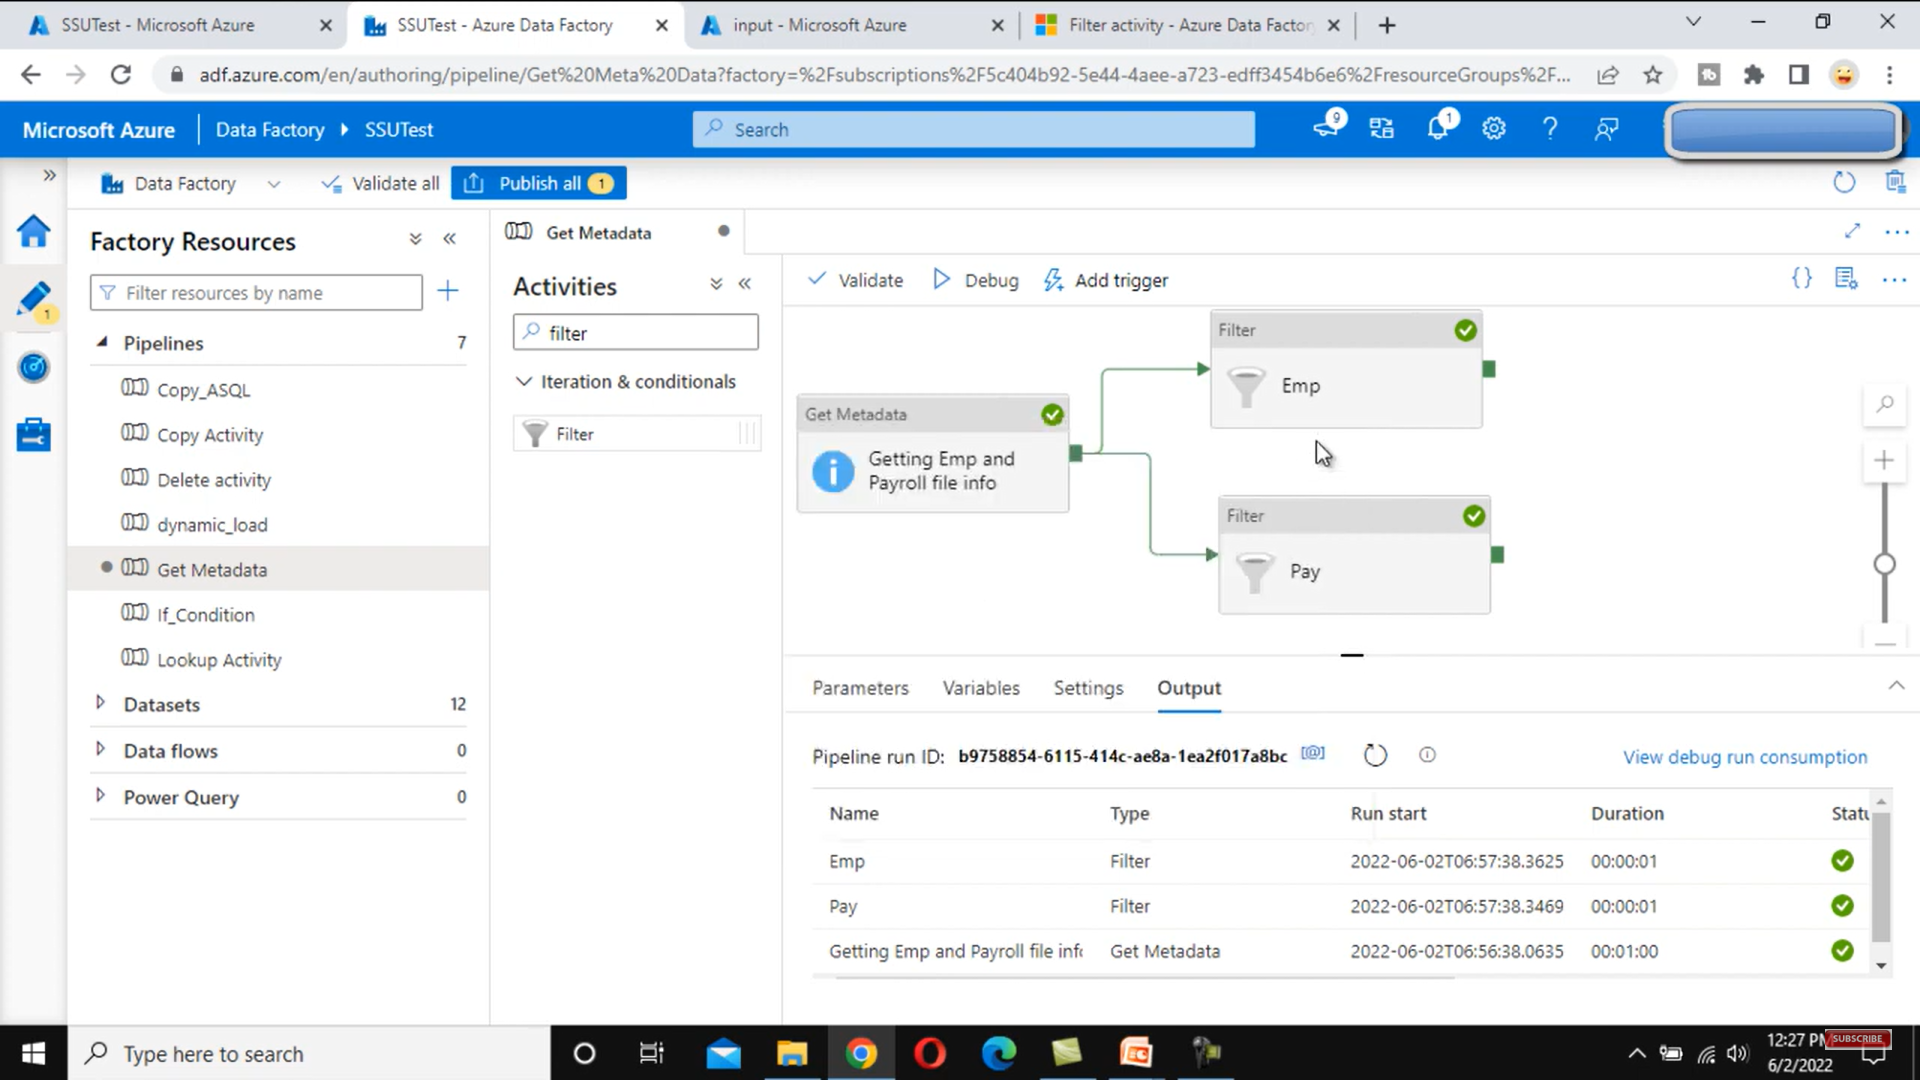 SSUTest - Microsoft Azure
SSUTest - Azure Data Factory
input - Microsoft Azure
Filter activity - Azure Data Factor
adf.azure.com/en/authoring/pipeline/Get%20Meta%20Data?factory=%2Fsubscriptions%2F5c404b92-5e44-4aee-a723-edff3454b6e6%2FresourceGroups%2F...
Microsoft Azure
Data Factory
SSUTest
Search
9
1
Data Factory
Validate all
Publish all 1
Factory Resources
Filter resources by name
1
Pipelines 7
Copy_ASQL
Copy Activity
Delete activity
dynamic_load
Get Metadata
If_Condition
Lookup Activity
Datasets 12
Data flows 0
Power Query 0
Get Metadata
Activities
filter
Iteration & conditionals
Filter
Validate
Debug
Add trigger
Get Metadata
Getting Emp and
Payroll file info
Filter
Emp
Filter
Pay
Parameters Variables Settings Output
Pipeline run ID: b9758854-6115-414c-ae8a-1ea2f017a8bc
View debug run consumption
Name Type Run start Duration Statu
Emp Filter 2022-06-02T06:57:38.3625 00:00:01
Pay Filter 2022-06-02T06:57:38.3469 00:00:01
Getting Emp and Payroll file info Get Metadata 2022-06-02T06:56:38.0635 00:01:00
Type here to search
12:27 PM
SUBSCRIBE
6/2/2022